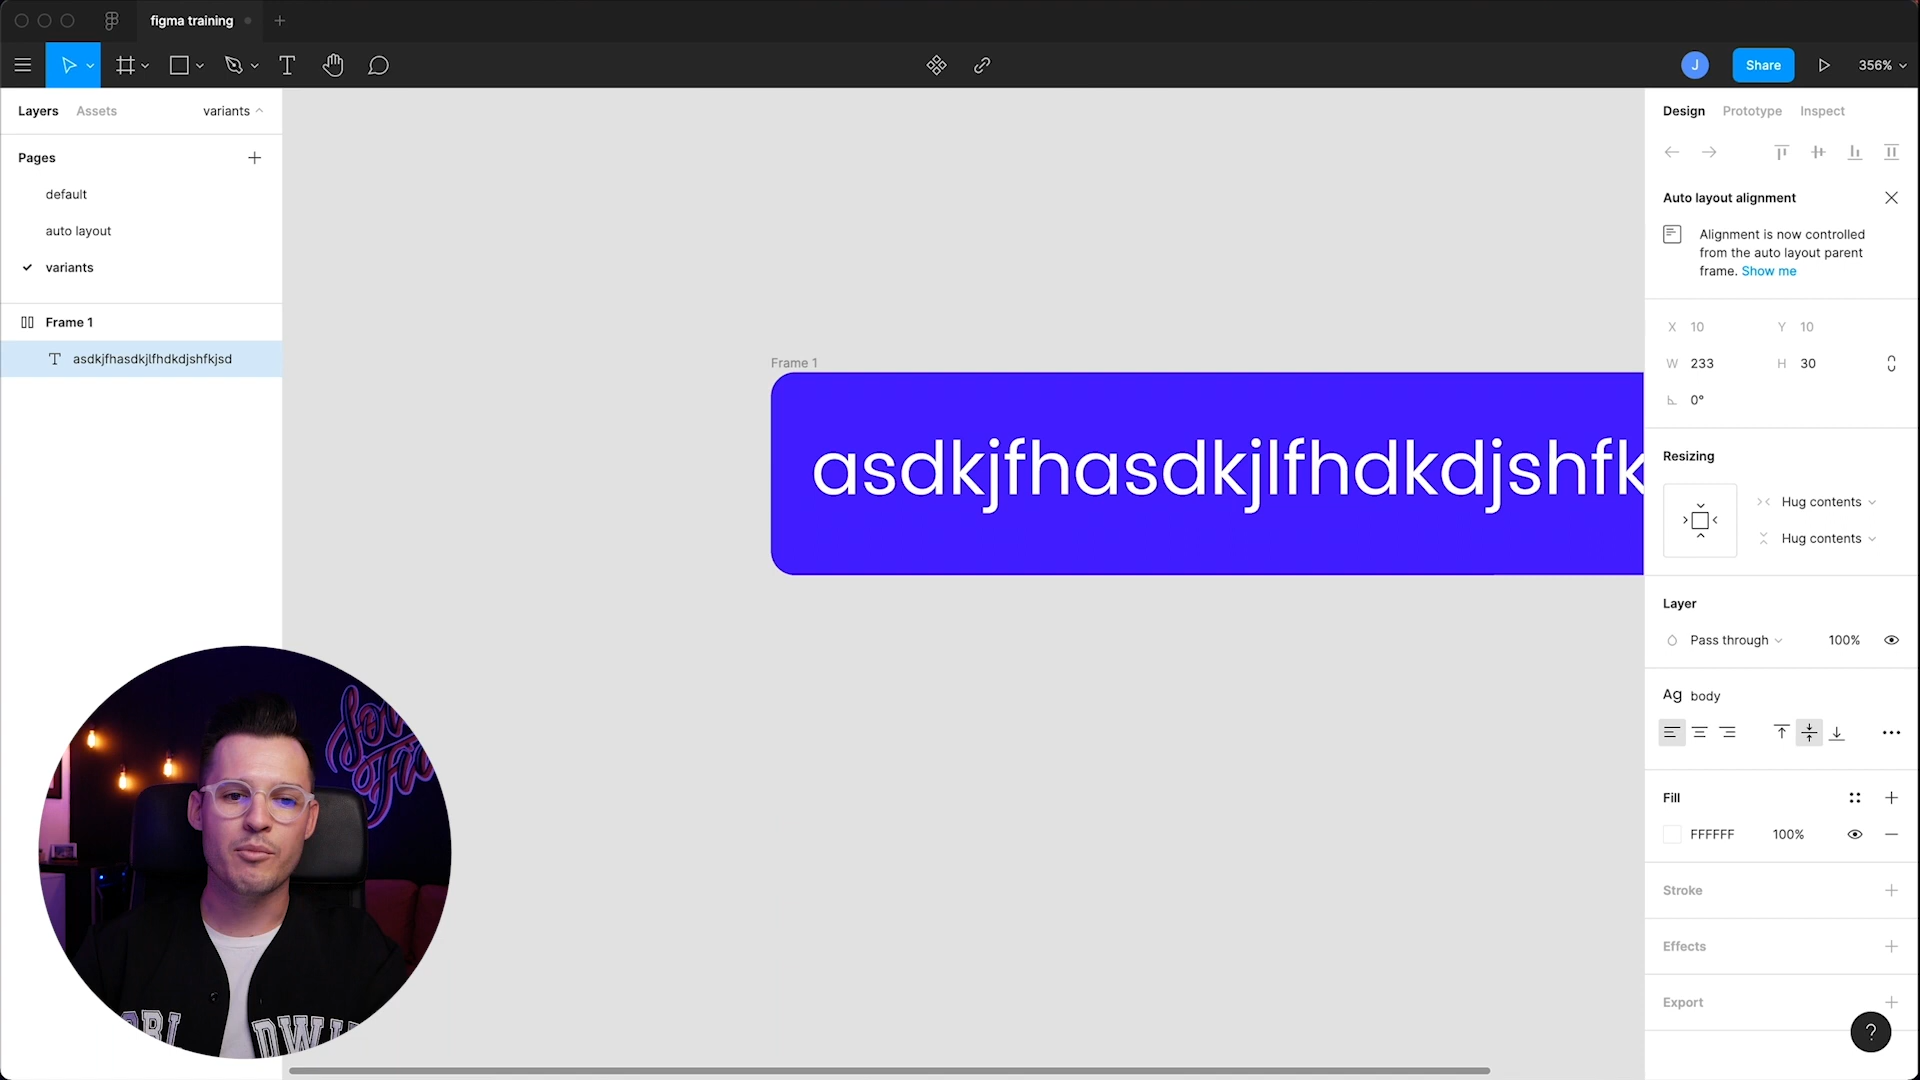 figma training
J
Share
356%
Layers
Assets
variants
Pages
default
auto layout
variants
Frame 1
asdkjfhasdkjlfhdkdjshfkjsd
Frame 1
asdkjfhasdkjlfhdkdjshfk
Design
Prototype
Inspect
Auto layout alignment
Alignment is now controlled
from the auto layout parent
frame. Show me
X 10
Y 10
W 233
H 30
0°
Resizing
Hug contents
Hug contents
Layer
Pass through
100%
Ag body
Fill
FFFFFF
100%
Stroke
Effects
Export
?